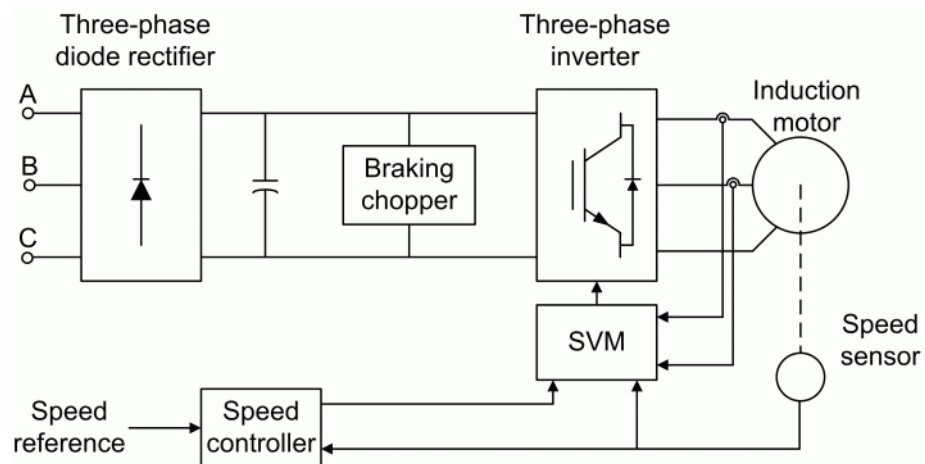 Three-phase
diode rectifier
Three-phase
inverter
A
B
C
Braking
chopper
Induction
motor
SVM
Speed
sensor
Speed
reference
Speed
controller